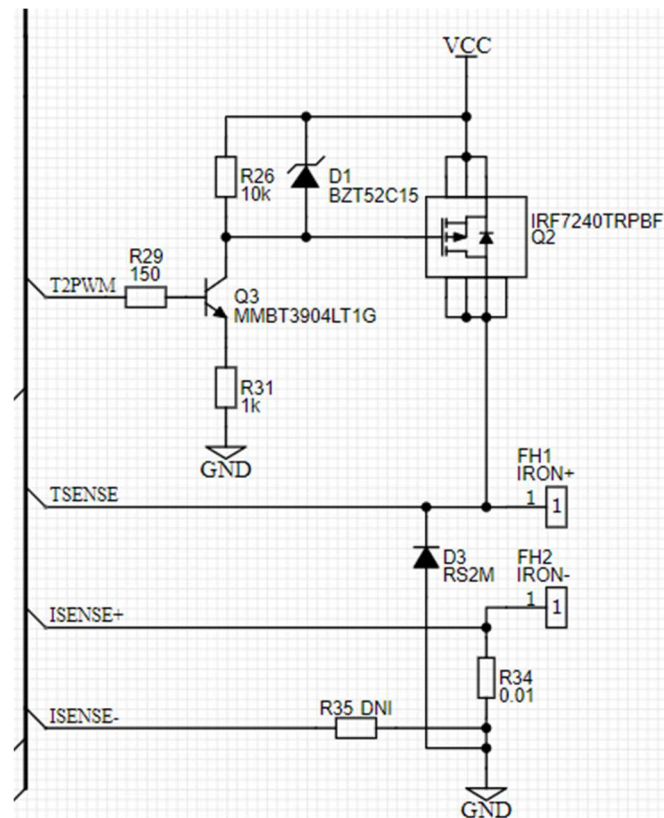 VCC
R26
10k
D1
BZT52C15
IRF7240TRPBF
Q2
R29
150
T2PWM
Q3
MMBT3904LT1G
R31
1k
GND
TSENSE
FH1
IRON+
1
1
D3
RS2M
FH2
IRON-
1
1
ISENSE+
R34
0.01
R35 DNI
ISENSE-
GND